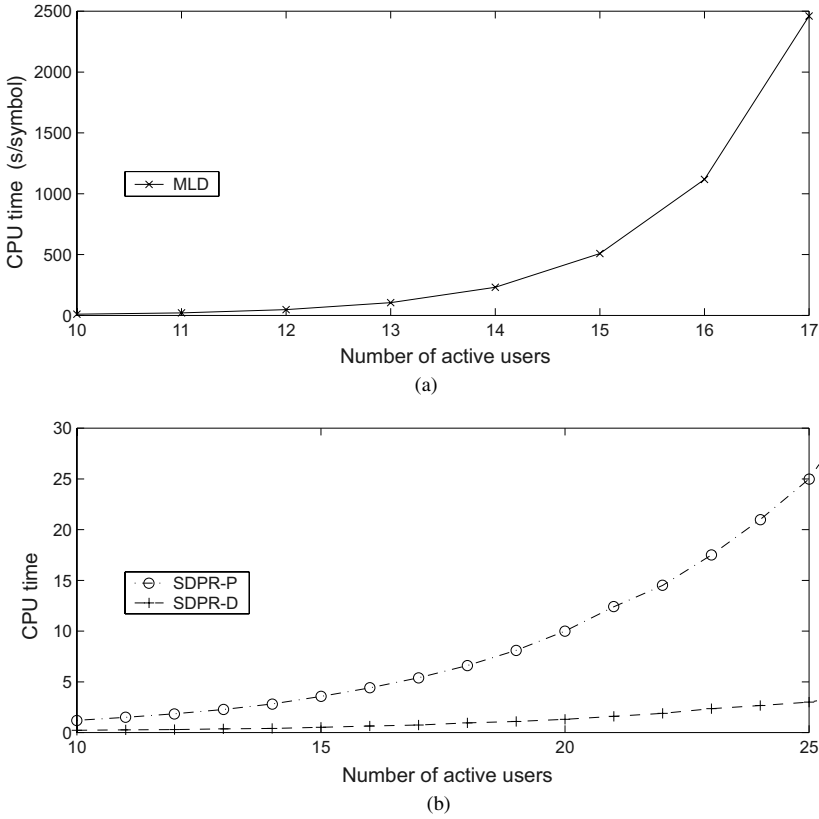 2500
2000
1500
1000
500
0
CPU time (s/symbol)
MLD
10 11 12 13 14 15 16 17
Number of active users
(a)
30
25
20
15
10
5
0
CPU time
SDPR-P
SDPR-D
10 15 20 25
Number of active users
(b)